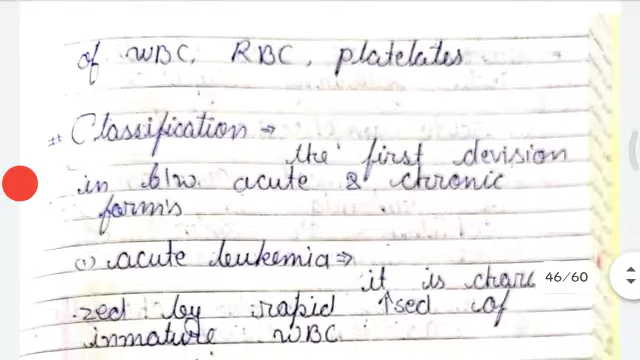 of WBC, RBC, platelates
# Classification ⇒
the first devision
in b/w acute & chronic
forms
(1) acute leukemia ⇒
it is chare
46/60
zed by rapid ↑sed of
immature WBC